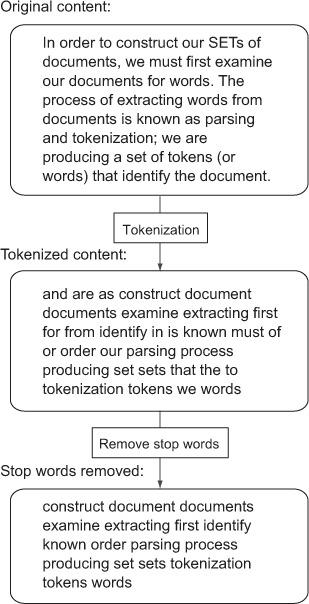 Original content:
In order to construct our SETs of
documents, we must first examine
our documents for words. The
process of extracting words from
documents is known as parsing
and tokenization; we are
producing a set of tokens (or
words) that identify the document.
Tokenization
Tokenized content:
and are as construct document
documents examine extracting first
for from identify in is known must of
or order our parsing process
producing set sets that the to
tokenization tokens we words
Remove stop words
Stop words removed:
construct document documents
examine extracting first identify
known order parsing process
producing set sets tokenization
tokens words